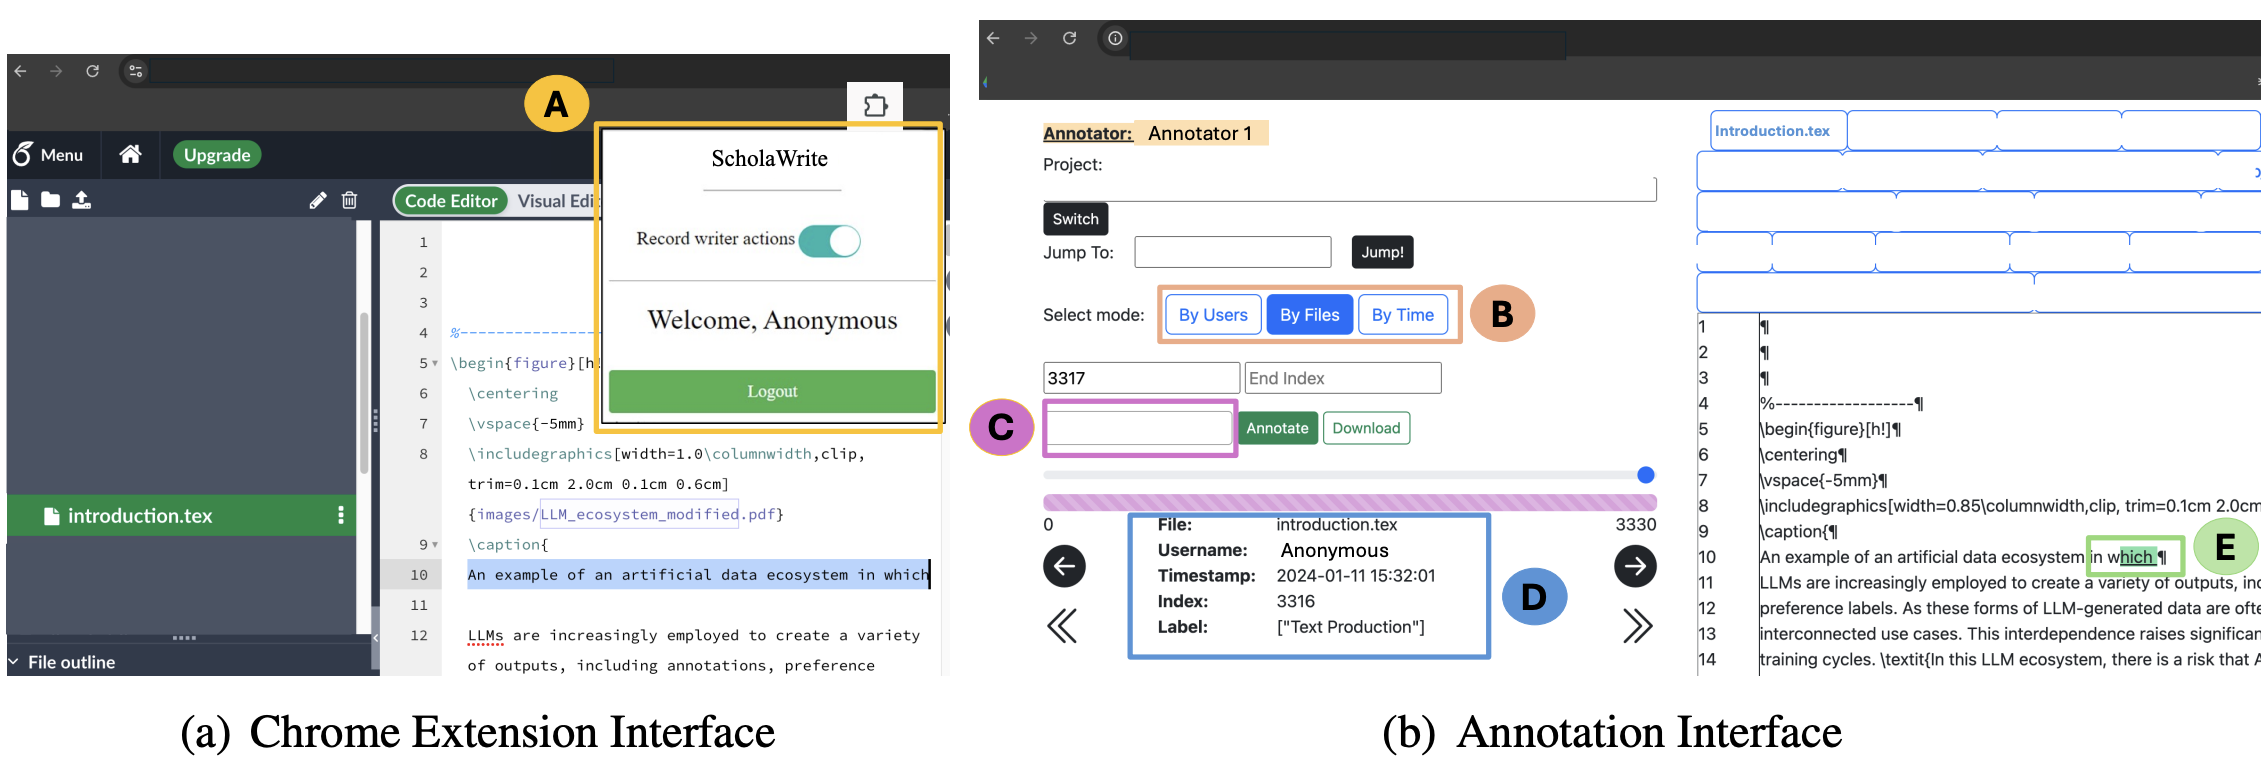 A
Menu
Upgrade
Code Editor
Visual Edi
ScholaWrite
Record writer actions
Welcome, Anonymous
Logout
introduction.tex
File outline
1
2
3
4 %----------------
5 \begin{figure}[h!
6 \centering
7 \vspace{-5mm}
8 \includegraphics[width=1.0\columnwidth,clip,
trim=0.1cm 2.0cm 0.1cm 0.6cm]
{images/LLM_ecosystem_modified.pdf}
9 \caption{
10 An example of an artificial data ecosystem in which
11
12 LLMs are increasingly employed to create a variety
of outputs, including annotations, preference
(a) Chrome Extension Interface
Annotator: Annotator 1
Project:
Switch
Jump To:
Jump!
Select mode:
By Users
By Files
By Time
B
3317
End Index
C
Annotate
Download
0
3330
File: introduction.tex
Username: Anonymous
Timestamp: 2024-01-11 15:32:01
Index: 3316
Label: ["Text Production"]
D
Introduction.tex
1 ¶
2 ¶
3 ¶
4 %-------------------¶
5 \begin{figure}[h!]¶
6 \centering¶
7 \vspace{-5mm}¶
8 \includegraphics[width=0.85\columnwidth,clip, trim=0.1cm 2.0cm
9 \caption{¶
10 An example of an artificial data ecosystem in which ¶
E
11 LLMs are increasingly employed to create a variety of outputs, inc
12 preference labels. As these forms of LLM-generated data are ofte
13 interconnected use cases. This interdependence raises significan
14 training cycles. \textit{In this LLM ecosystem, there is a risk that A
(b) Annotation Interface